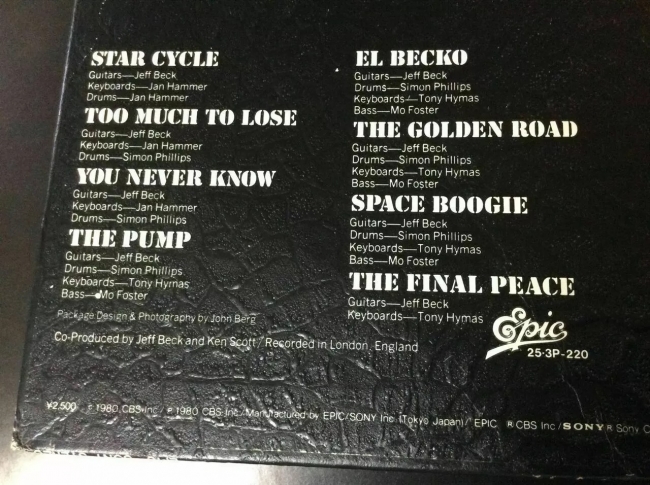 STAR CYCLE
Guitars—Jeff Beck
Keyboards—Jan Hammer
Drums—Jan Hammer
TOO MUCH TO LOSE
Guitars—Jeff Beck
Keyboards—Jan Hammer
Drums—Simon Phillips
YOU NEVER KNOW
Guitars—Jeff Beck
Keyboards—Jan Hammer
Drums—Simon Phillips
THE PUMP
Guitars—Jeff Beck
Drums—Simon Phillips
Keyboards—Tony Hymas
Bass—Mo Foster
EL BECKO
Guitars—Jeff Beck
Drums—Simon Phillips
Keyboards—Tony Hymas
Bass—Mo Foster
THE GOLDEN ROAD
Guitars—Jeff Beck
Drums—Simon Phillips
Keyboards—Tony Hymas
Bass—Mo Foster
SPACE BOOGIE
Guitars—Jeff Beck
Drums—Simon Phillips
Keyboards—Tony Hymas
Bass—Mo Foster
THE FINAL PEACE
Guitars—Jeff Beck
Keyboards—Tony Hymas
Package Design & Photography by John Berg
Co-Produced by Jeff Beck and Ken Scott/Recorded in London, England
Epic
25·3P-220
¥2,500 ℗ 1980 CBS Inc./℗ 1980 CBS Inc./Manufactured by EPIC/SONY Inc. (Tokyo Japan)/"EPIC ® CBS Inc./SONY ® Sony C